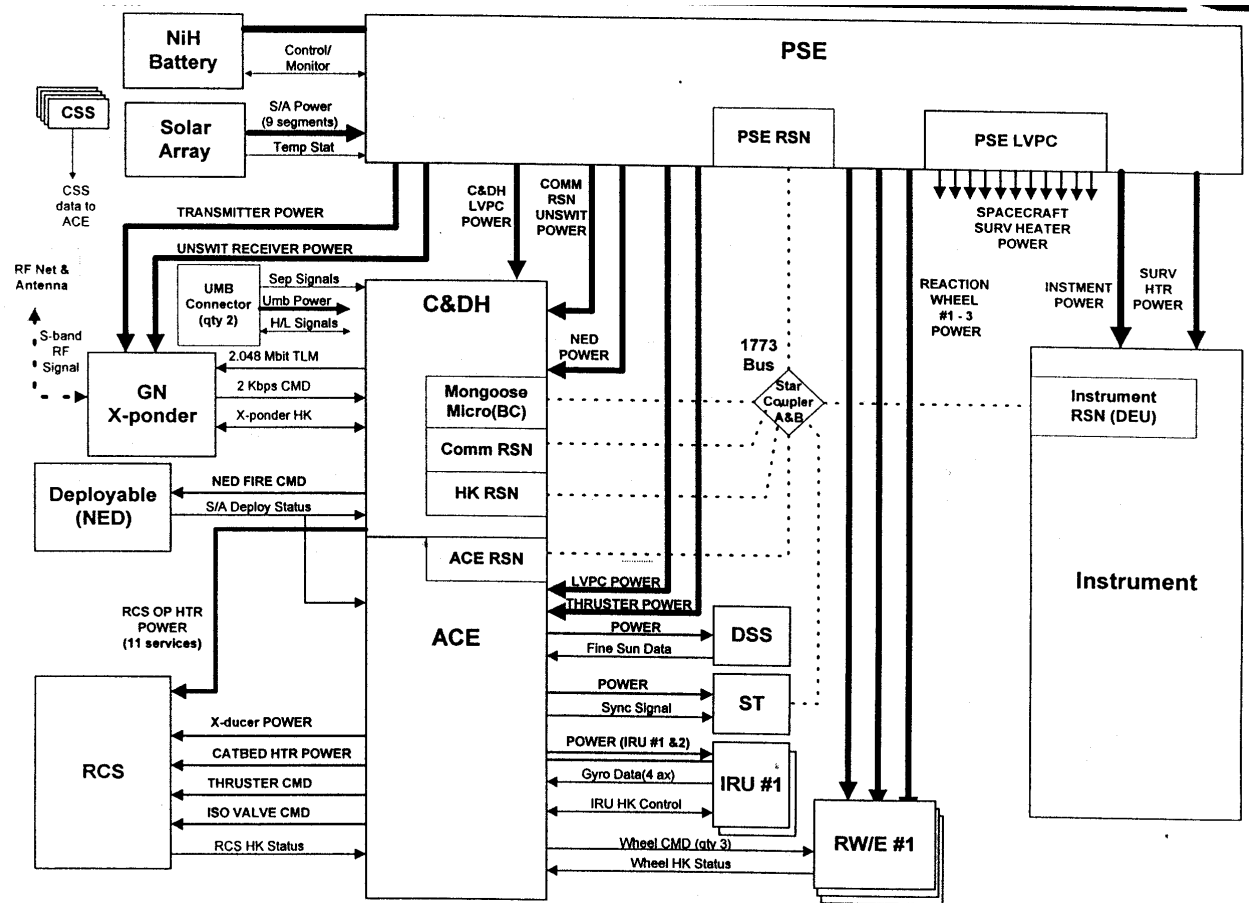 NiH
Battery
Control/
Monitor
PSE
CSS
Solar
Array
S/A Power
(9 segments)
Temp Stat
PSE RSN
PSE LVPC
CSS
data to
ACE
TRANSMITTER POWER
UNSWIT RECEIVER POWER
C&DH
LVPC
POWER
COMM
RSN
UNSWIT
POWER
SPACECRAFT
SURV HEATER
POWER
RF Net &
Antenna
S-band
RF
Signal
UMB
Connector
(qty 2)
Sep Signals
Umb Power
H/L Signals
C&DH
NED
POWER
REACTION
WHEEL
#1 - 3
POWER
INSTMENT
POWER
SURV
HTR
POWER
GN
X-ponder
2.048 Mbit TLM
2 Kbps CMD
X-ponder HK
1773
Bus
Star
Coupler
A&B
Mongoose
Micro(BC)
Comm RSN
HK RSN
Instrument
RSN (DEU)
Deployable
(NED)
NED FIRE CMD
S/A Deploy Status
ACE RSN
Instrument
LVPC POWER
THRUSTER POWER
RCS OP HTR
POWER
(11 services)
ACE
POWER
Fine Sun Data
DSS
POWER
Sync Signal
ST
RCS
X-ducer POWER
CATBED HTR POWER
THRUSTER CMD
ISO VALVE CMD
RCS HK Status
POWER (IRU #1 &2)
Gyro Data(4 ax)
IRU HK Control
IRU #1
Wheel CMD (qty 3)
Wheel HK Status
RW/E #1